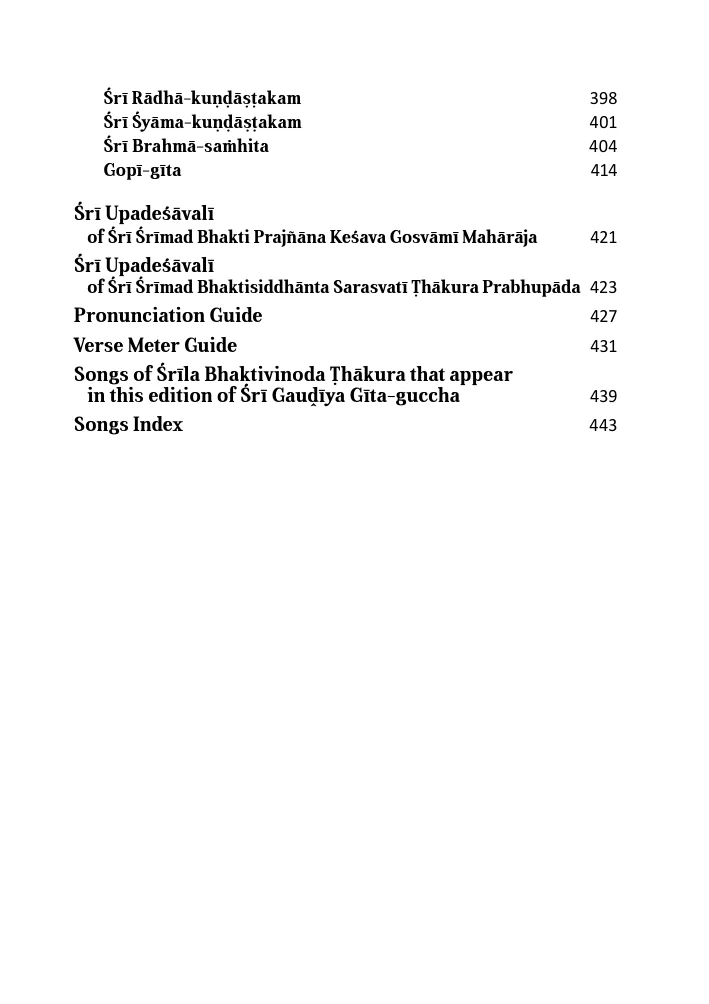 Śrī Rādhā-kuṇḍāṣṭakam 398
Śrī Śyāma-kuṇḍāṣṭakam 401
Śrī Brahmā-saṁhita 404
Gopī-gīta 414
Śrī Upadeśāvalī
of Śrī Śrīmad Bhakti Prajñāna Keśava Gosvāmī Mahārāja 421
Śrī Upadeśāvalī
of Śrī Śrīmad Bhaktisiddhānta Sarasvatī Ṭhākura Prabhupāda 423
Pronunciation Guide 427
Verse Meter Guide 431
Songs of Śrīla Bhaktivinoda Ṭhākura that appear
in this edition of Śrī Gauḍīya Gīta-guccha 439
Songs Index 443